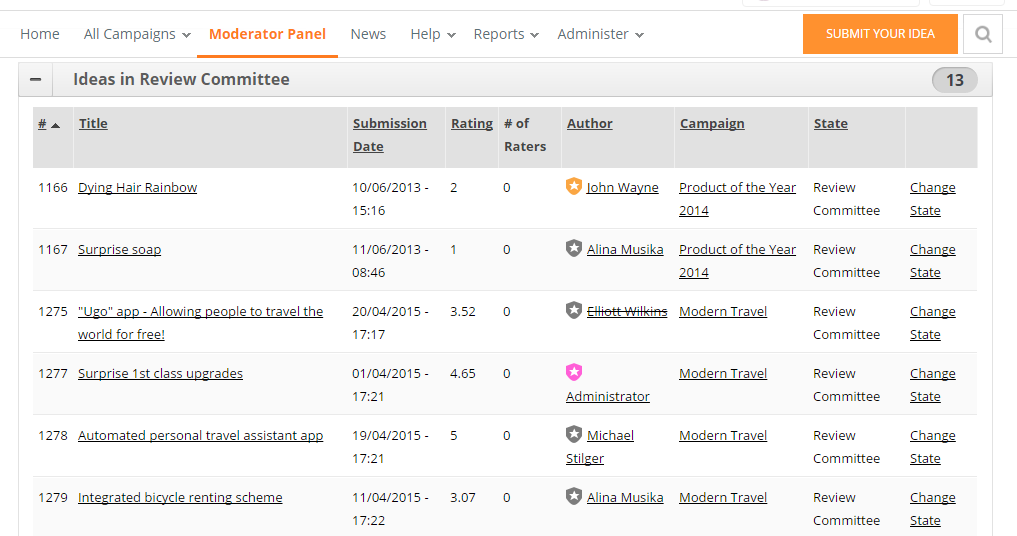 Home All Campaigns Moderator Panel News Help Reports Administer SUBMIT YOUR IDEA
Ideas in Review Committee 13
# Title Submission Date Rating # of Raters Author Campaign State
1166 Dying Hair Rainbow 10/06/2013 - 15:16 2 0 John Wayne Product of the Year 2014 Review Committee Change State
1167 Surprise soap 11/06/2013 - 08:46 1 0 Alina Musika Product of the Year 2014 Review Committee Change State
1275 "Ugo" app - Allowing people to travel the world for free! 20/04/2015 - 17:17 3.52 0 Elliott Wilkins Modern Travel Review Committee Change State
1277 Surprise 1st class upgrades 01/04/2015 - 17:21 4.65 0 Administrator Modern Travel Review Committee Change State
1278 Automated personal travel assistant app 19/04/2015 - 17:21 5 0 Michael Stilger Modern Travel Review Committee Change State
1279 Integrated bicycle renting scheme 11/04/2015 - 17:22 3.07 0 Alina Musika Modern Travel Review Committee Change State